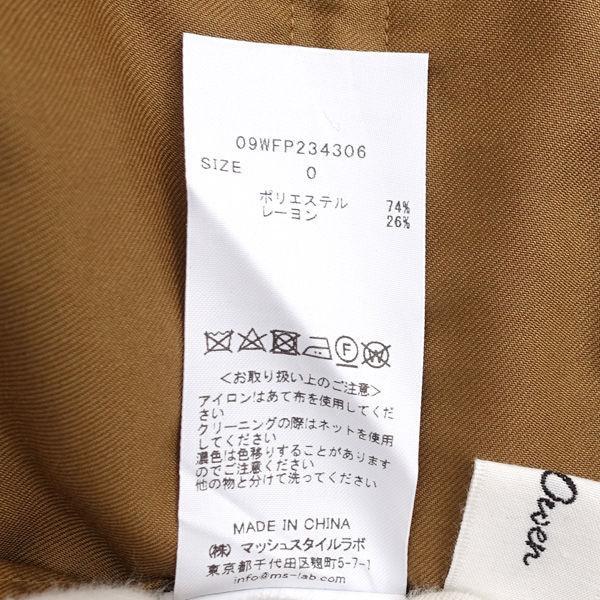 09WFP234306
SIZE 0
ポリエステル 74%
レーヨン 26%
F
W
<お取り扱い上のご注意>
アイロンはあて布を使用してくだ
さい
クリーニングの際はネットを使用
してください
濃色は色移りすることがあります
のでご注意ください
他の物と分けて洗ってください
MADE IN CHINA
(株) マッシュスタイルラボ
東京都千代田区麹町5-7-1
info@ms-lab.com
Owen